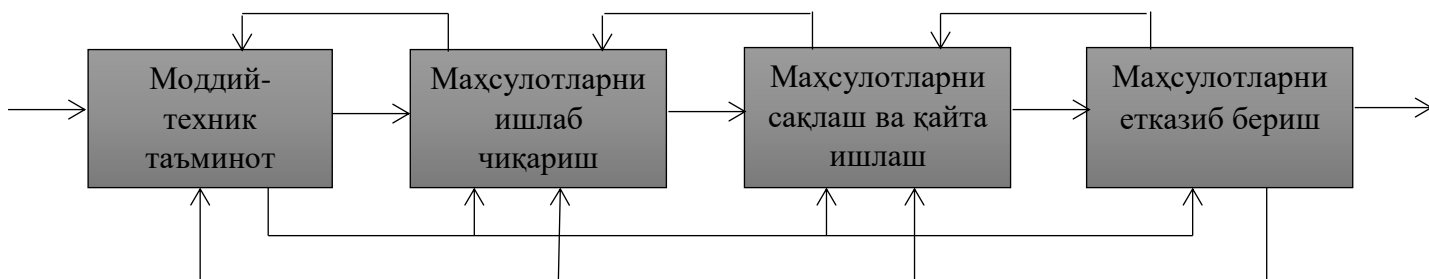 Моддий-
техник
таъминот
Маҳсулотларни
ишлаб
чиқариш
Маҳсулотларни
сақлаш ва қайта
ишлаш
Маҳсулотларни
етказиб бериш